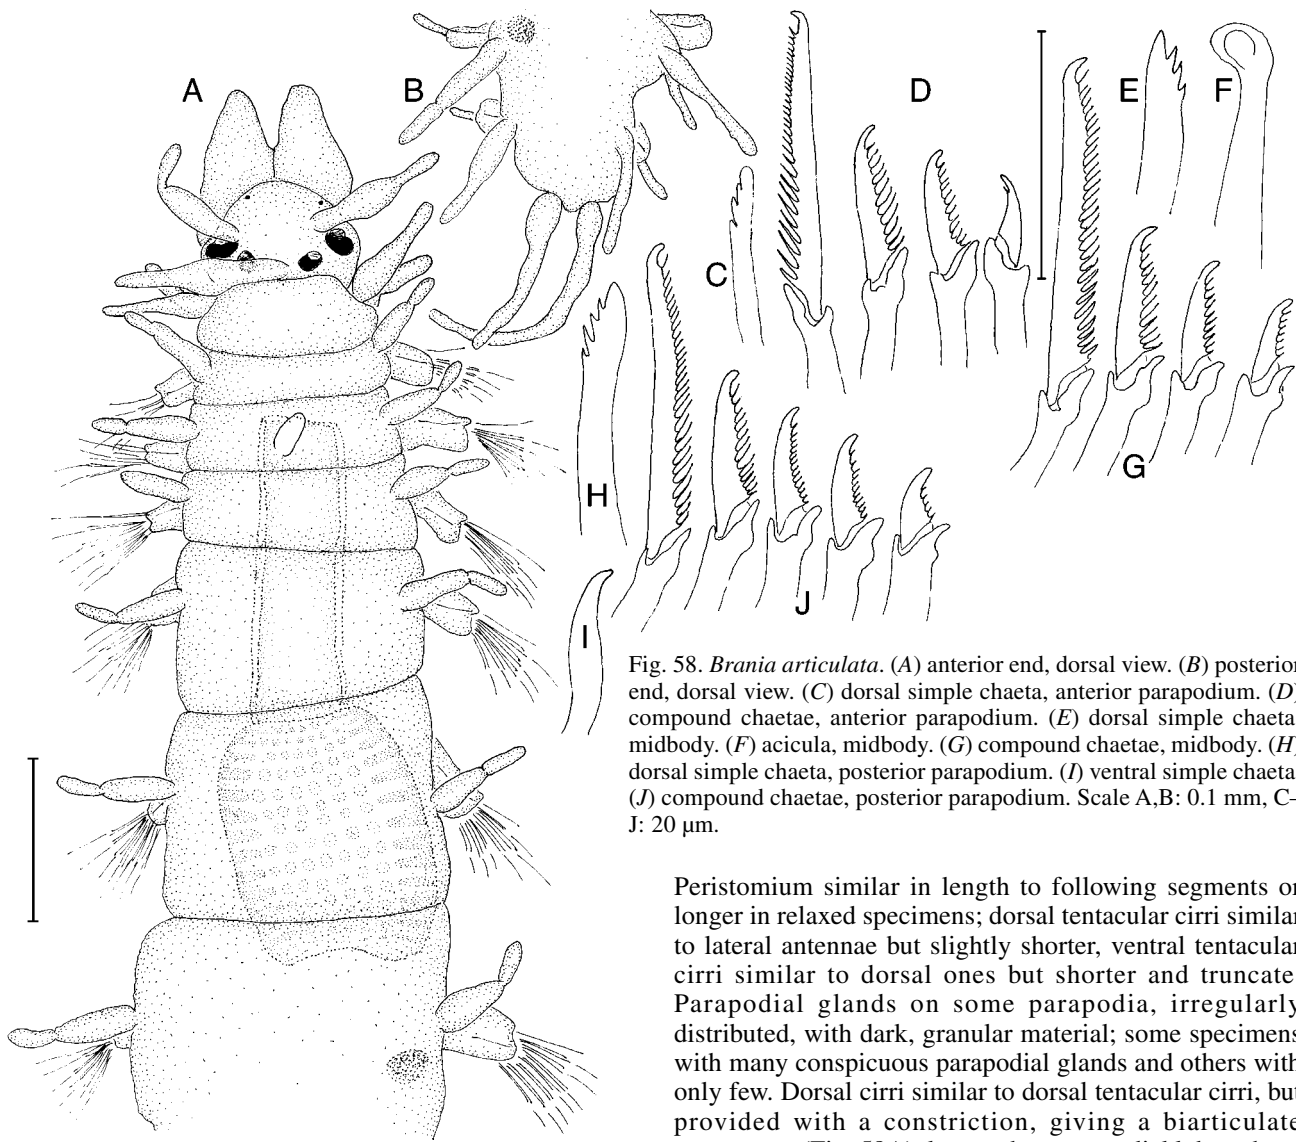 A
B
C
D
E
F
G
H
I
J
Fig. 58. Brania articulata. (A) anterior end, dorsal view. (B) posterior
end, dorsal view. (C) dorsal simple chaeta, anterior parapodium. (D)
compound chaetae, anterior parapodium. (E) dorsal simple chaeta
midbody. (F) acicula, midbody. (G) compound chaetae, midbody. (H)
dorsal simple chaeta, posterior parapodium. (I) ventral simple chaeta
(J) compound chaetae, posterior parapodium. Scale A,B: 0.1 mm, C–
J: 20 µm.
Peristomium similar in length to following segments or
longer in relaxed specimens; dorsal tentacular cirri similar
to lateral antennae but slightly shorter, ventral tentacular
cirri similar to dorsal ones but shorter and truncate
Parapodial glands on some parapodia, irregularly
distributed, with dark, granular material; some specimens
with many conspicuous parapodial glands and others with
only few. Dorsal cirri similar to dorsal tentacular cirri, but
provided with a constriction, giving a biarticulate